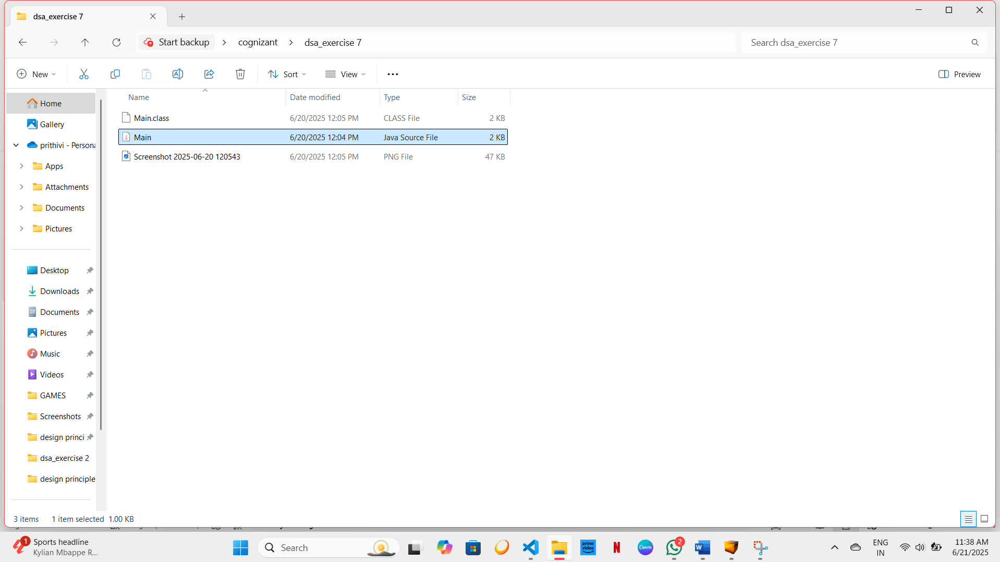 dsa_exercise 7
Start backup
cognizant
dsa_exercise 7
Search dsa_exercise 7
New
Sort
View
Preview
Name
Date modified
Type
Size
Main.class 6/20/2025 12:05 PM CLASS File 2 KB
Main 6/20/2025 12:04 PM Java Source File 2 KB
Screenshot 2025-06-20 120543 6/20/2025 12:05 PM PNG File 47 KB
Home
Gallery
prithivi - Persona
Apps
Attachments
Documents
Pictures
Desktop
Downloads
Documents
Pictures
Music
Videos
GAMES
Screenshots
design princi
dsa_exercise 2
design principle
3 items 1 item selected 1.00 KB
1
Sports headline
Kylian Mbappe R...
Search
prime video
N
Canva
2
W
ENG
IN
11:38 AM
6/21/2025